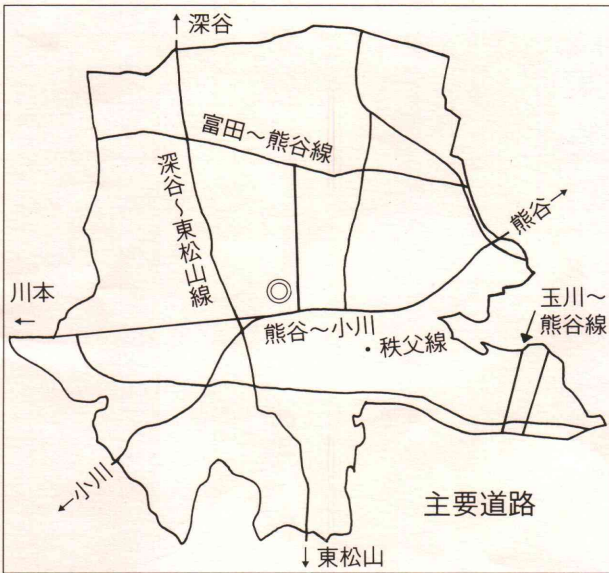 ↑深谷
富田～熊谷線
深谷～東松山線
熊谷→
川本
←
玉川～
熊谷線
熊谷～小川
・秩父線
←小川
主要道路
↓東松山